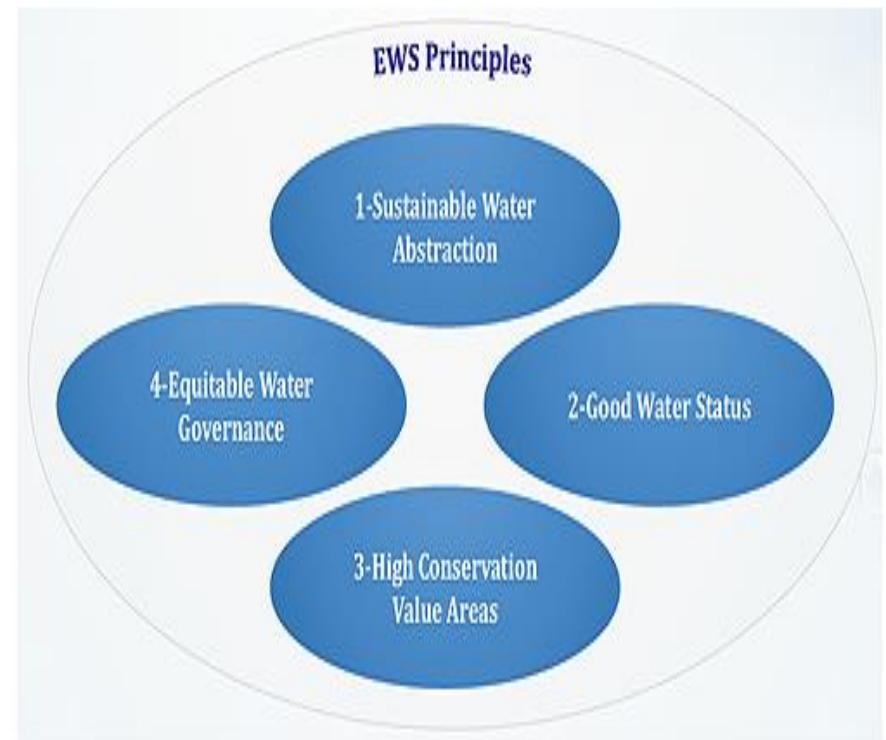 EWS Principles
1-Sustainable Water
Abstraction
4-Equitable Water
Governance
2-Good Water Status
3-High Conservation
Value Areas